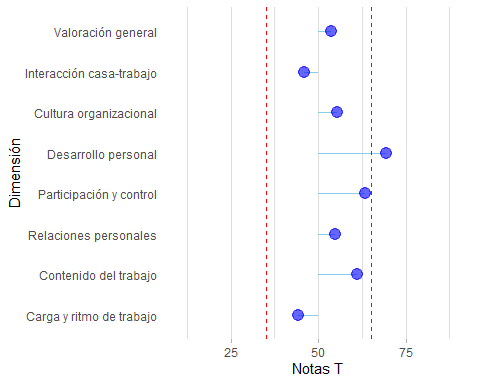 Dimensión
Valoración general
Interacción casa-trabajo
Cultura organizacional
Desarrollo personal
Participación y control
Relaciones personales
Contenido del trabajo
Carga y ritmo de trabajo
25 50 75
Notas T